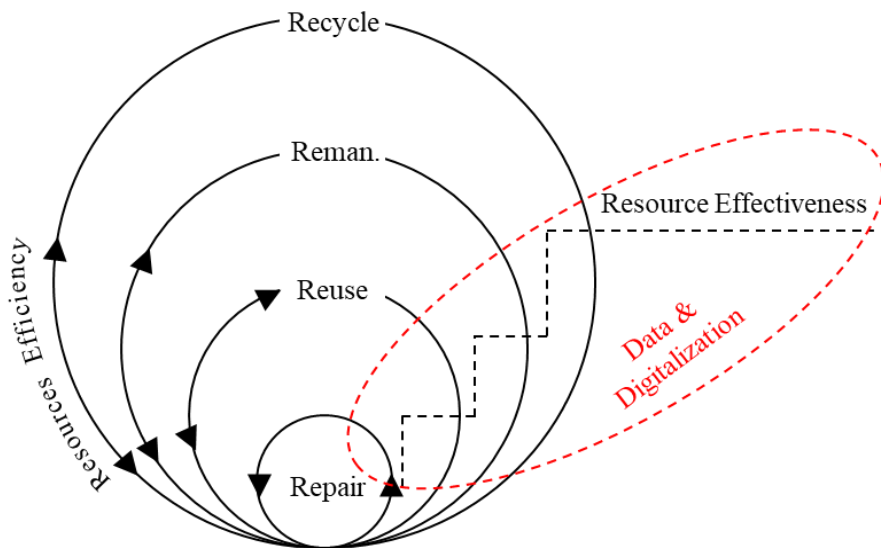 Recycle
Reman.
Resource Effectiveness
Reuse
Resources Efficiency
Data &
Digitalization
Repair